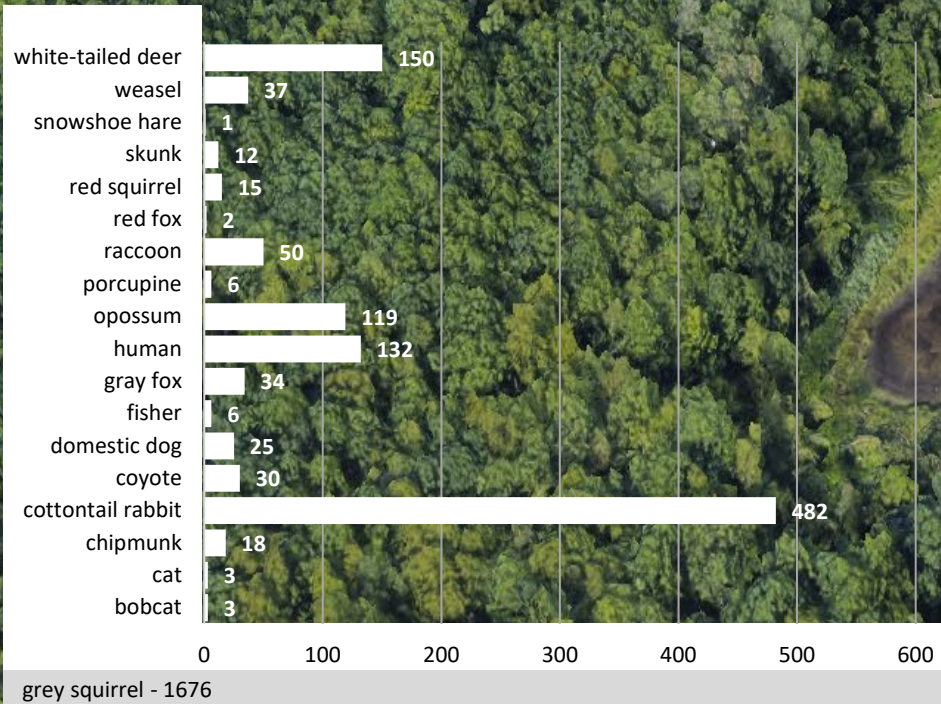 white-tailed deer 150
weasel 37
snowshoe hare 1
skunk 12
red squirrel 15
red fox 2
raccoon 50
porcupine 6
opossum 119
human 132
gray fox 34
fisher 6
domestic dog 25
coyote 30
cottontail rabbit 482
chipmunk 18
cat 3
bobcat 3
0 100 200 300 400 500 600
grey squirrel - 1676